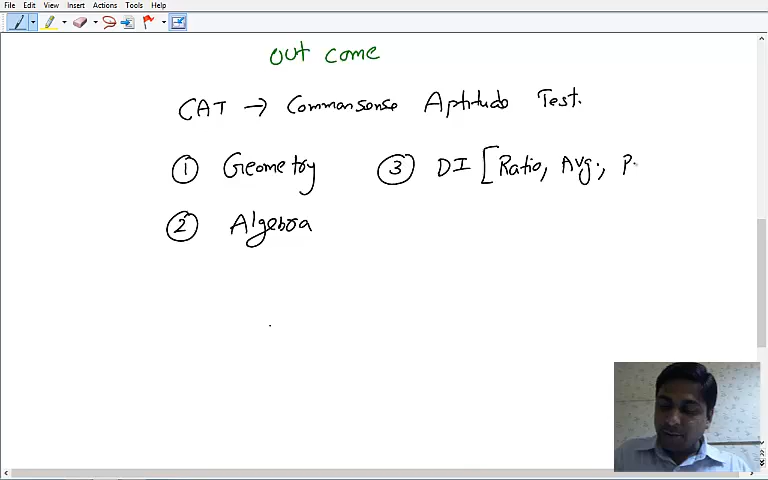 File Edit View Insert Actions Tools Help
out come
CAT → Commonsense Aptitude Test.
① Geometry ③ DI [Ratio, Avg., P
② Algebra